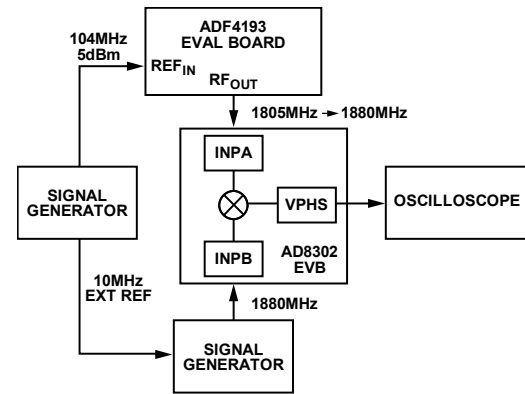 104MHz
5dBm
ADF4193
EVAL BOARD
REFIN
RFOUT
1805MHz → 1880MHz
INPA
SIGNAL
GENERATOR
VPHS
OSCILLOSCOPE
INPB
AD8302
EVB
10MHz
EXT REF
1880MHz
SIGNAL
GENERATOR